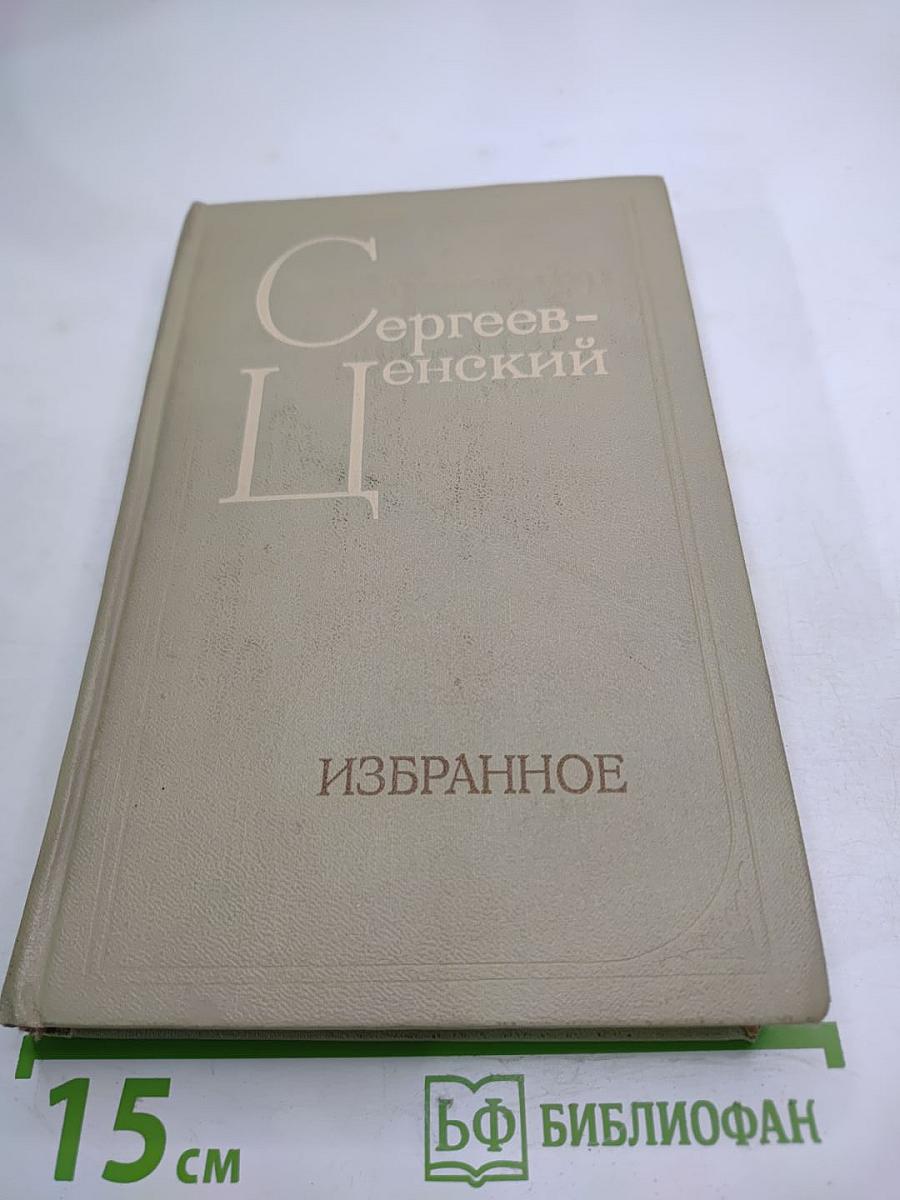 Сергеев-
Ценский
ИЗБРАННОЕ
15 см
БФ БИБЛИОФАН